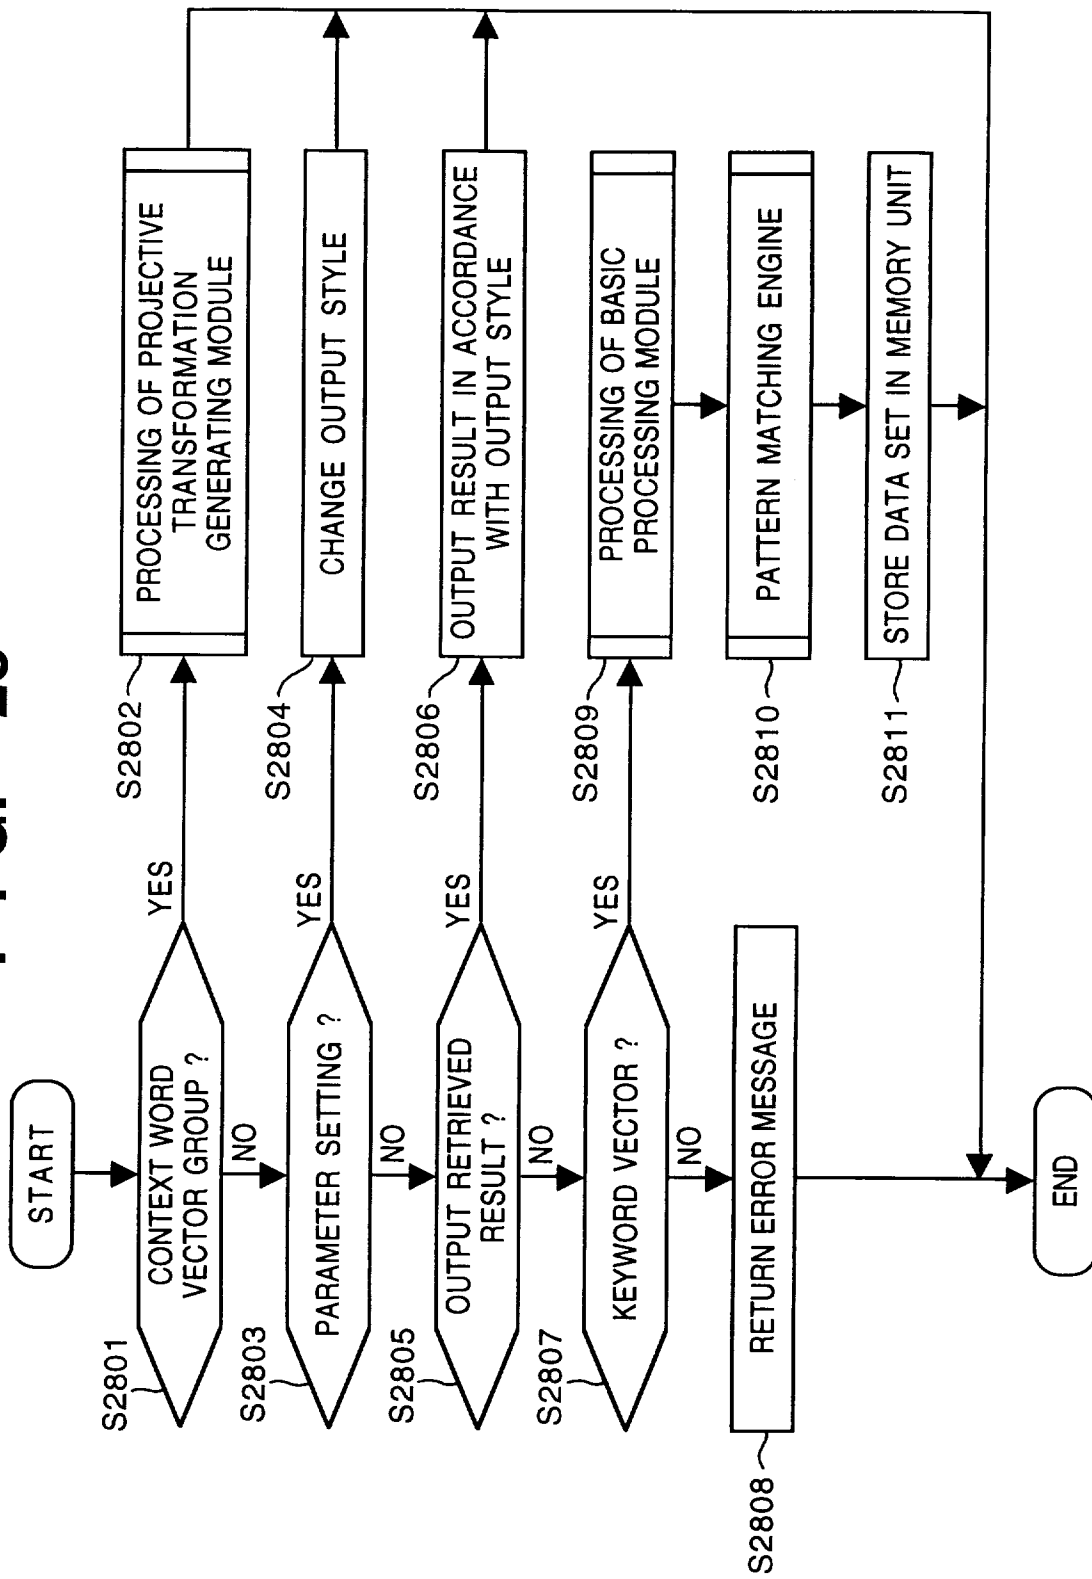 START
S2801
CONTEXT WORD
VECTOR GROUP ?
YES
NO
S2802
PROCESSING OF PROJECTIVE
TRANSFORMATION
GENERATING MODULE
S2803
PARAMETER SETTING ?
YES
NO
S2804
CHANGE OUTPUT STYLE
S2805
OUTPUT RETRIEVED
RESULT ?
YES
NO
S2806
OUTPUT RESULT IN ACCORDANCE
WITH OUTPUT STYLE
S2807
KEYWORD VECTOR ?
YES
NO
S2809
PROCESSING OF BASIC
PROCESSING MODULE
S2808
RETURN ERROR MESSAGE
S2810
PATTERN MATCHING ENGINE
S2811
STORE DATA SET IN MEMORY UNIT
END